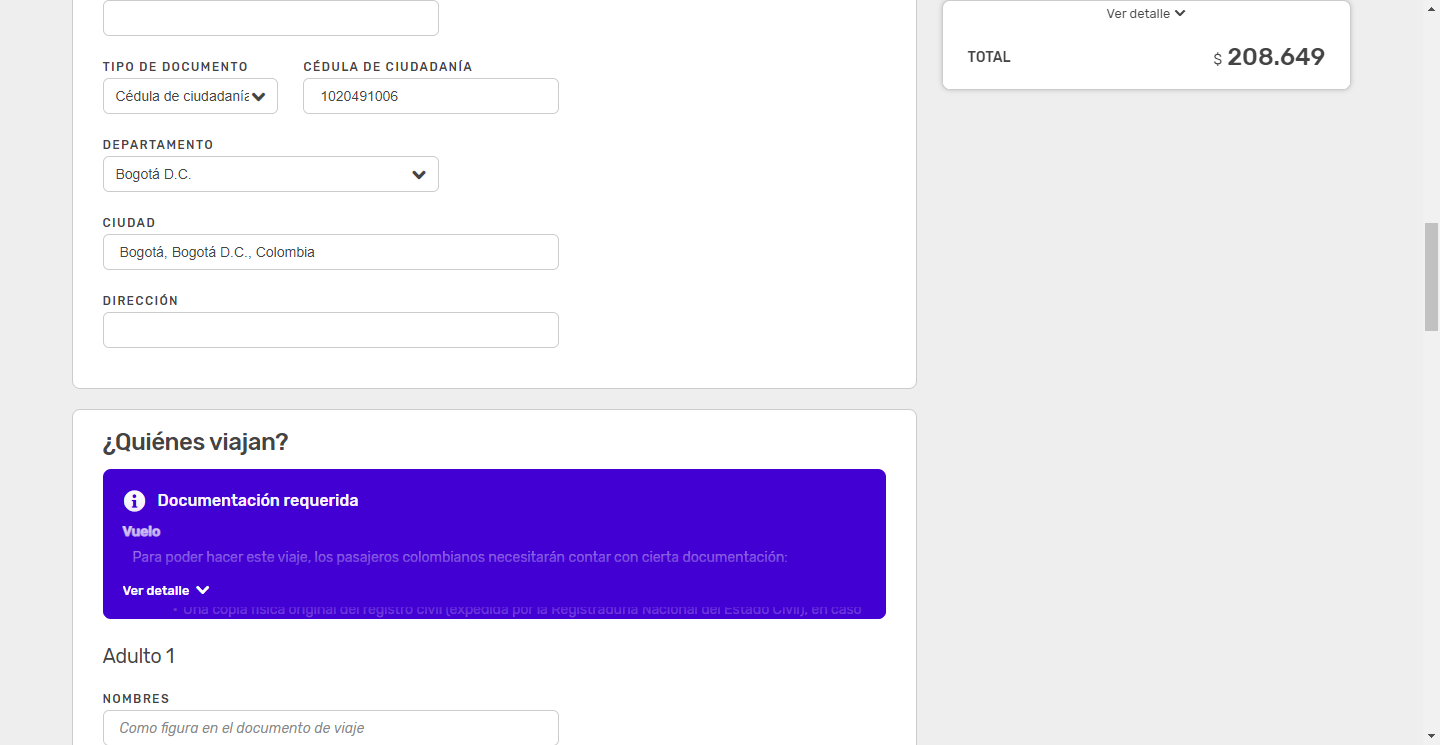 Ver detalle
TOTAL
$ 208.649
TIPO DE DOCUMENTO
CÉDULA DE CIUDADANÍA
Cédula de ciudadanía
1020491006
DEPARTAMENTO
Bogotá D.C.
CIUDAD
Bogotá, Bogotá D.C., Colombia
DIRECCIÓN
¿Quiénes viajan?
Documentación requerida
Vuelo
Para poder hacer este viaje, los pasajeros colombianos necesitarán contar con cierta documentación:
Ver detalle
• Una copia física original del registro civil (expedida por la Registraduría Nacional del Estado Civil), en caso
Adulto 1
NOMBRES
Como figura en el documento de viaje